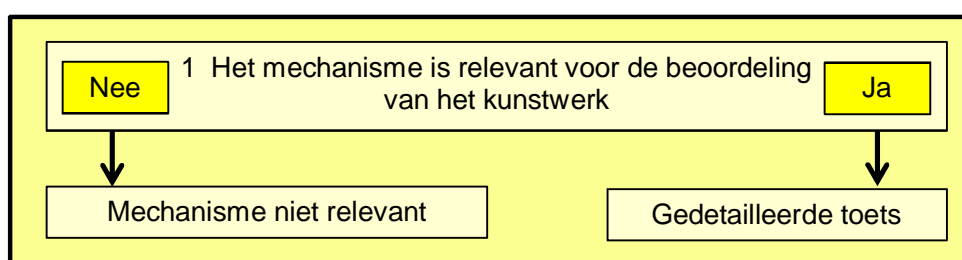 1 Het mechanisme is relevant voor de beoordeling
van het kunstwerk
Nee
Ja
Mechanisme niet relevant
Gedetailleerde toets